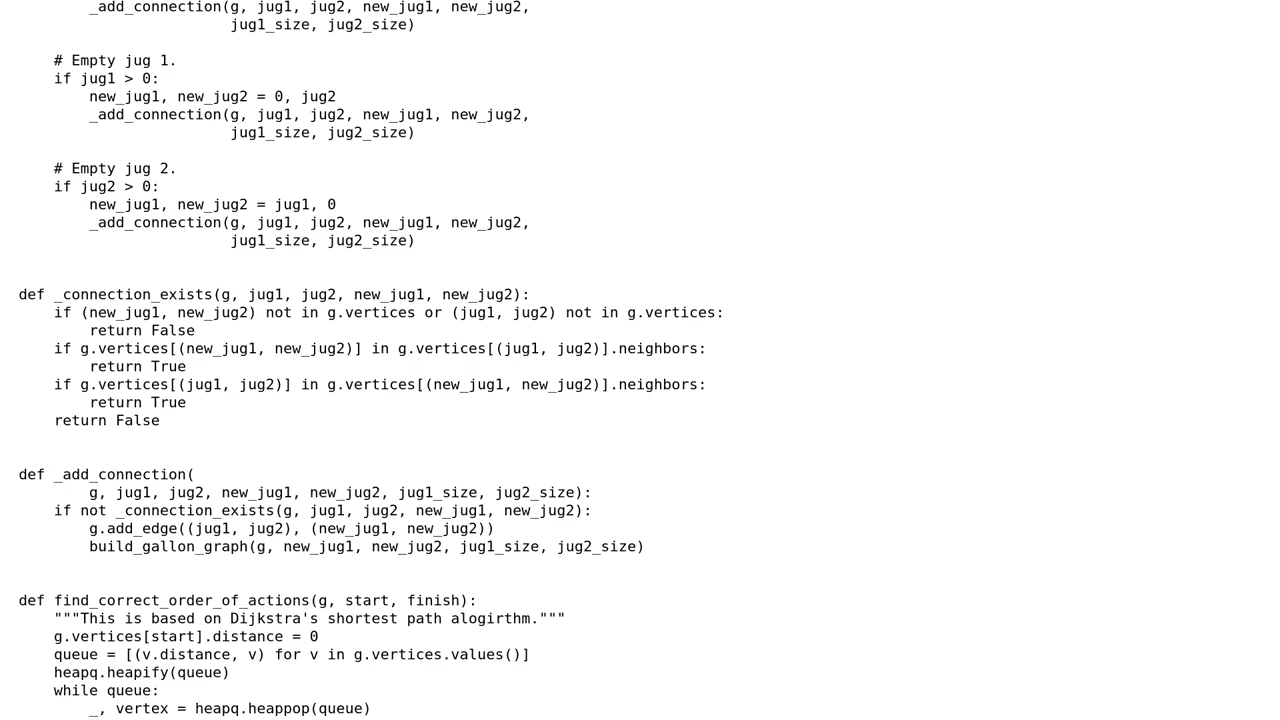 _add_connection(g, jug1, jug2, new_jug1, new_jug2,
                        jug1_size, jug2_size)

    # Empty jug 1.
    if jug1 > 0:
        new_jug1, new_jug2 = 0, jug2
        _add_connection(g, jug1, jug2, new_jug1, new_jug2,
                        jug1_size, jug2_size)

    # Empty jug 2.
    if jug2 > 0:
        new_jug1, new_jug2 = jug1, 0
        _add_connection(g, jug1, jug2, new_jug1, new_jug2,
                        jug1_size, jug2_size)


def _connection_exists(g, jug1, jug2, new_jug1, new_jug2):
    if (new_jug1, new_jug2) not in g.vertices or (jug1, jug2) not in g.vertices:
        return False
    if g.vertices[(new_jug1, new_jug2)] in g.vertices[(jug1, jug2)].neighbors:
        return True
    if g.vertices[(jug1, jug2)] in g.vertices[(new_jug1, new_jug2)].neighbors:
        return True
    return False


def _add_connection(
        g, jug1, jug2, new_jug1, new_jug2, jug1_size, jug2_size):
    if not _connection_exists(g, jug1, jug2, new_jug1, new_jug2):
        g.add_edge((jug1, jug2), (new_jug1, new_jug2))
        build_gallon_graph(g, new_jug1, new_jug2, jug1_size, jug2_size)


def find_correct_order_of_actions(g, start, finish):
    """This is based on Dijkstra's shortest path alogirthm."""
    g.vertices[start].distance = 0
    queue = [(v.distance, v) for v in g.vertices.values()]
    heapq.heapify(queue)
    while queue:
        _, vertex = heapq.heappop(queue)